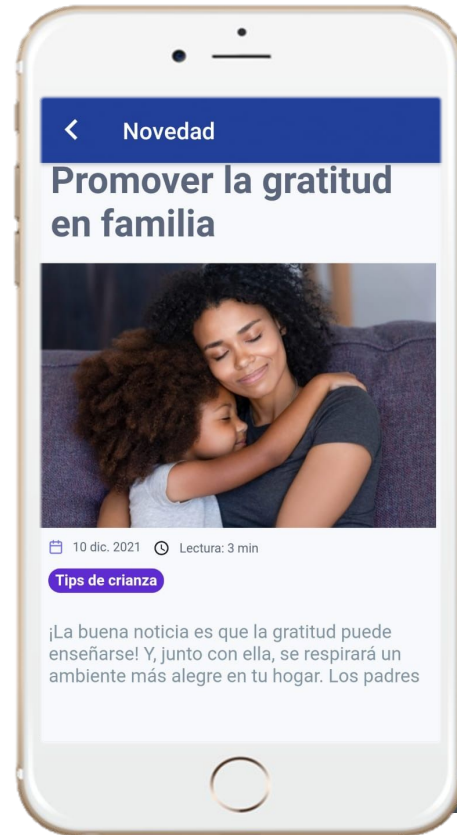 Novedad
Promover la gratitud
en familia
10 dic. 2021 Lectura: 3 min
Tips de crianza
¡La buena noticia es que la gratitud puede
enseñarse! Y, junto con ella, se respirará un
ambiente más alegre en tu hogar. Los padres